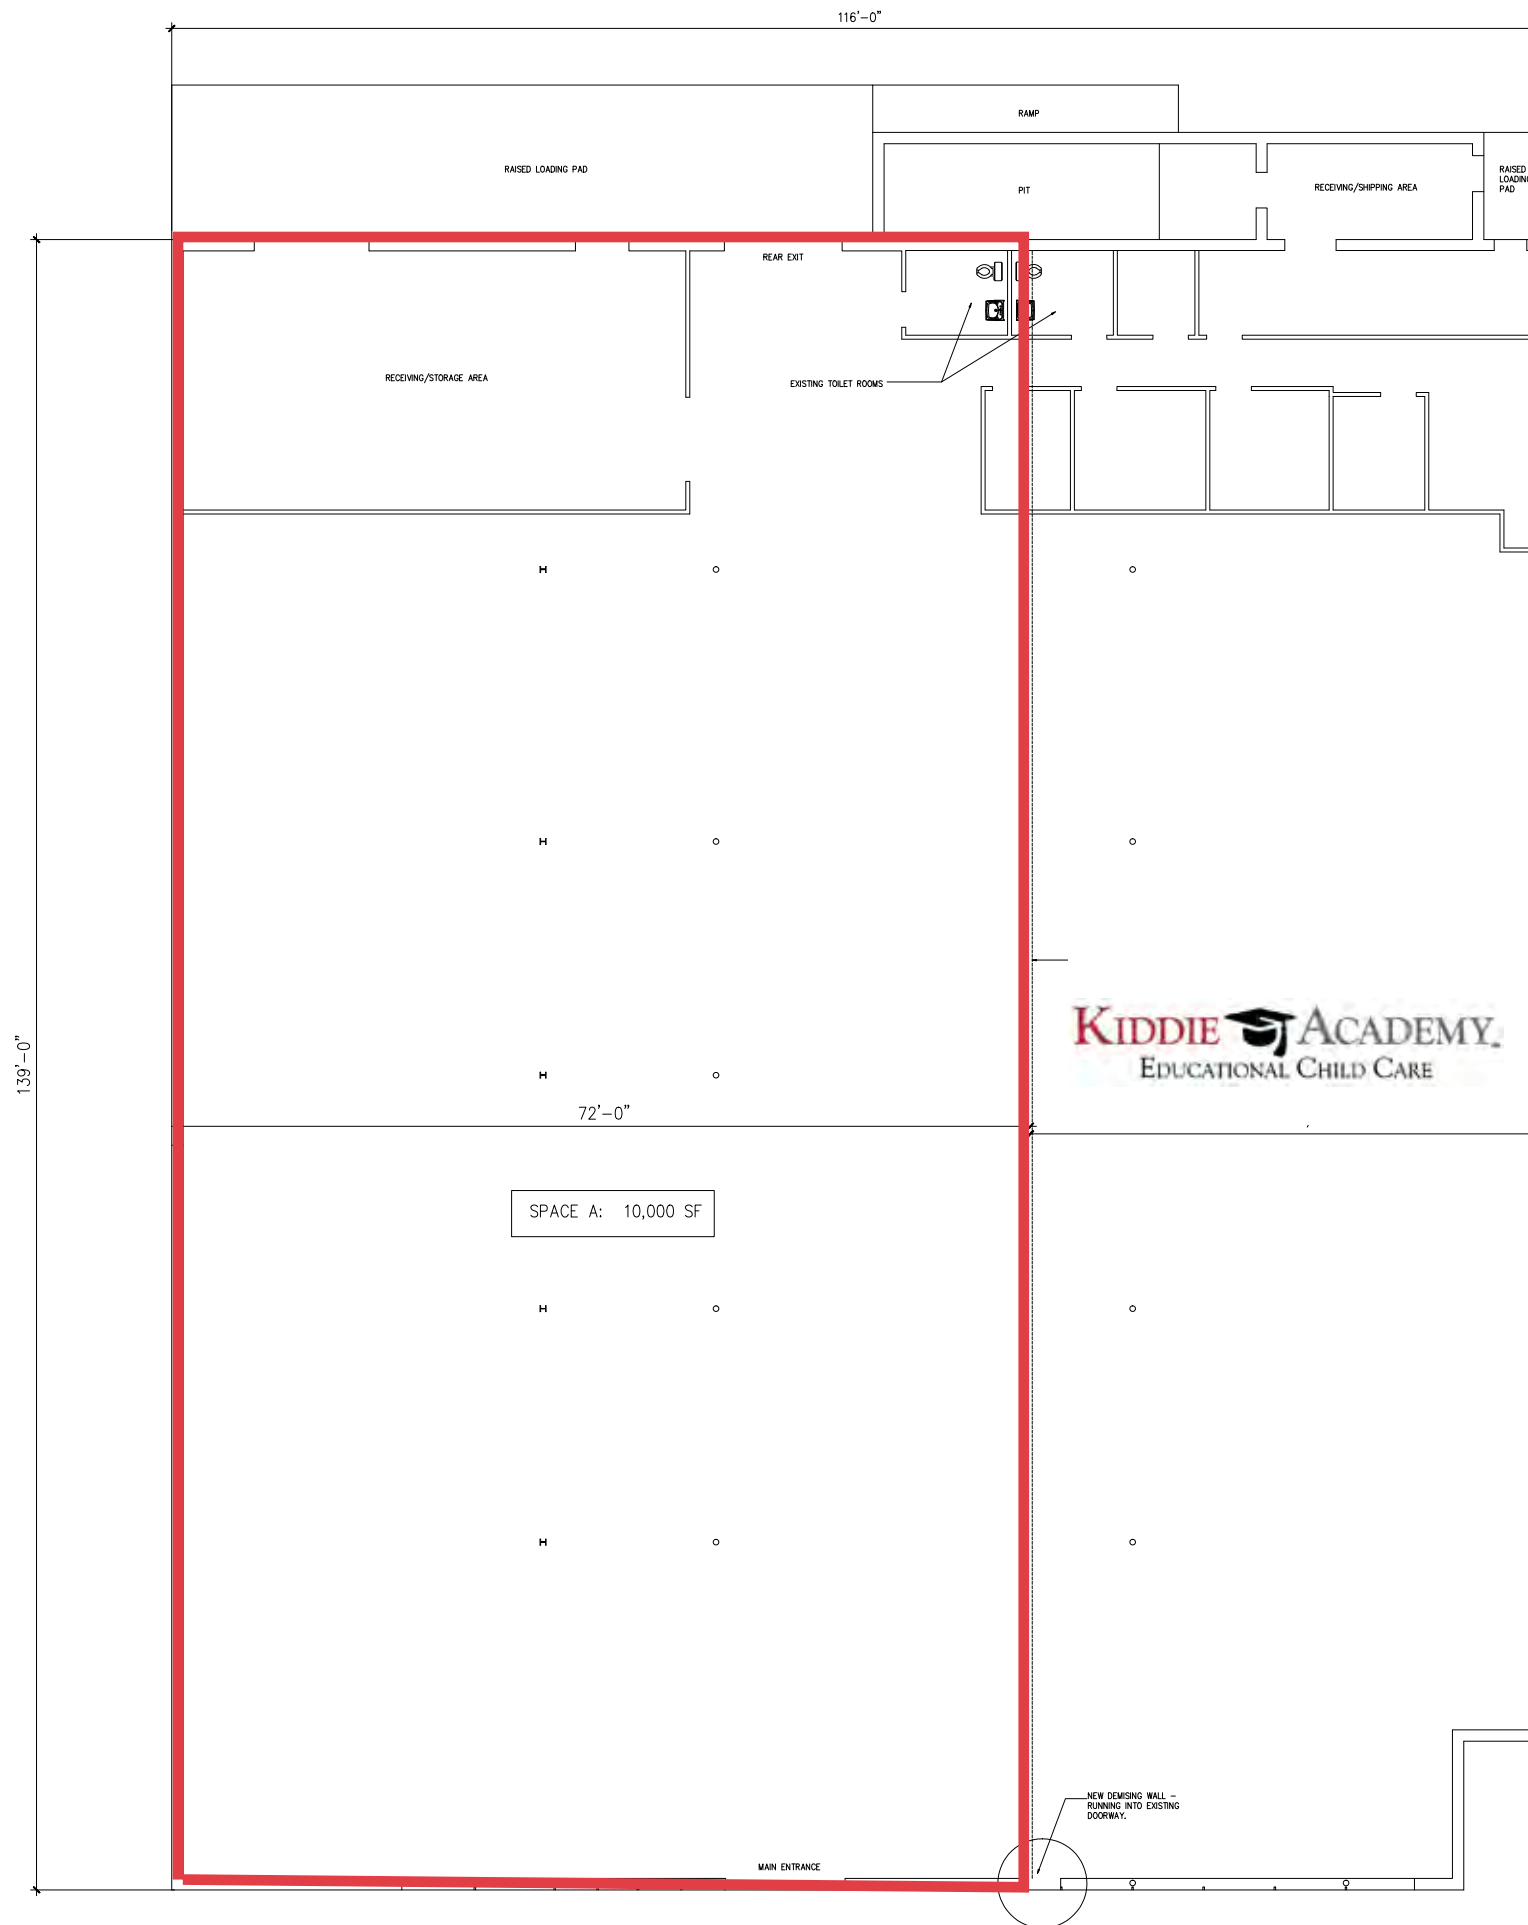 116'-0"
RAMP
RAISED LOADING PAD
PIT
RECEIVING/SHIPPING AREA
RAISED
LOADING
PAD
REAR EXIT
RECEIVING/STORAGE AREA
EXISTING TOILET ROOMS
139'-0"
KIDDIE ACADEMY
EDUCATIONAL CHILD CARE
72'-0"
SPACE A: 10,000 SF
NEW DEMISING WALL –
RUNNING INTO EXISTING
DOORWAY.
MAIN ENTRANCE